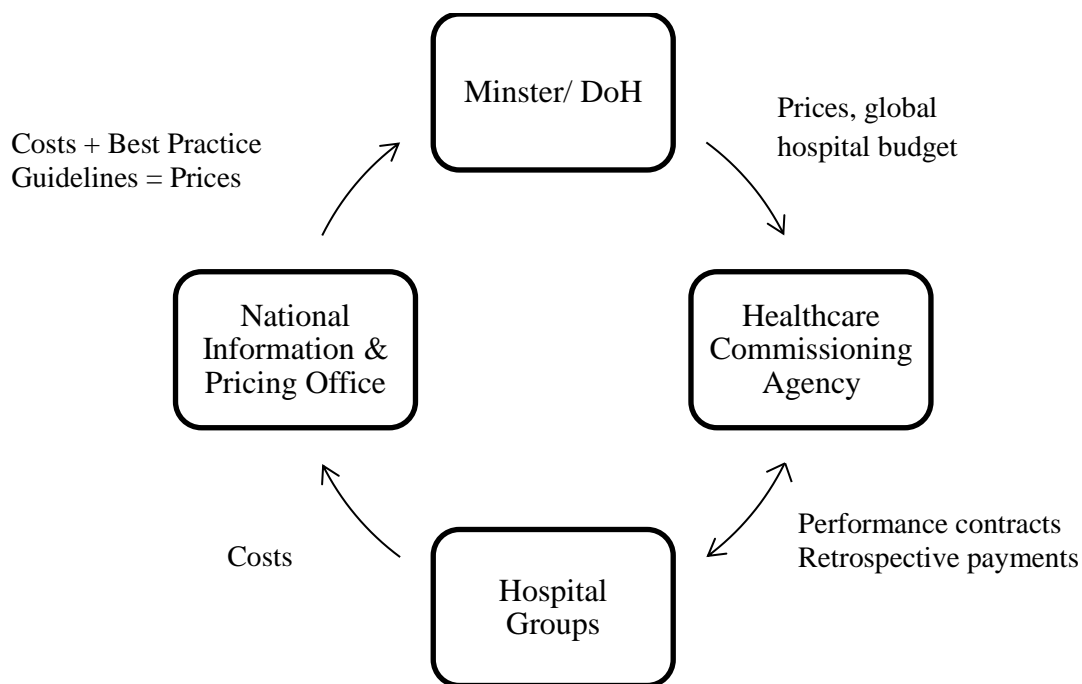 Minster/ DoH
Prices, global
hospital budget
Costs + Best Practice
Guidelines = Prices
National
Information &
Pricing Office
Healthcare
Commissioning
Agency
Performance contracts
Retrospective payments
Costs
Hospital
Groups